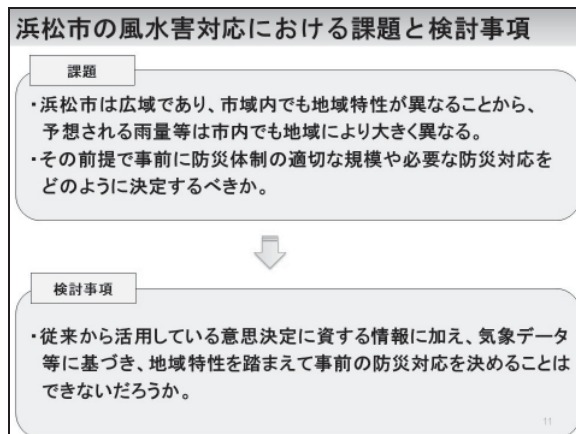 浜松市の風水害対応における課題と検討事項
課題
・浜松市は広域であり、市域内でも地域特性が異なることから、
予想される雨量等は市内でも地域により大きく異なる。
・その前提で事前に防災体制の適切な規模や必要な防災対応を
どのように決定するべきか。
検討事項
・従来から活用している意思決定に資する情報に加え、気象データ
等に基づき、地域特性を踏まえて事前の防災対応を決めることは
できないだろうか。
11